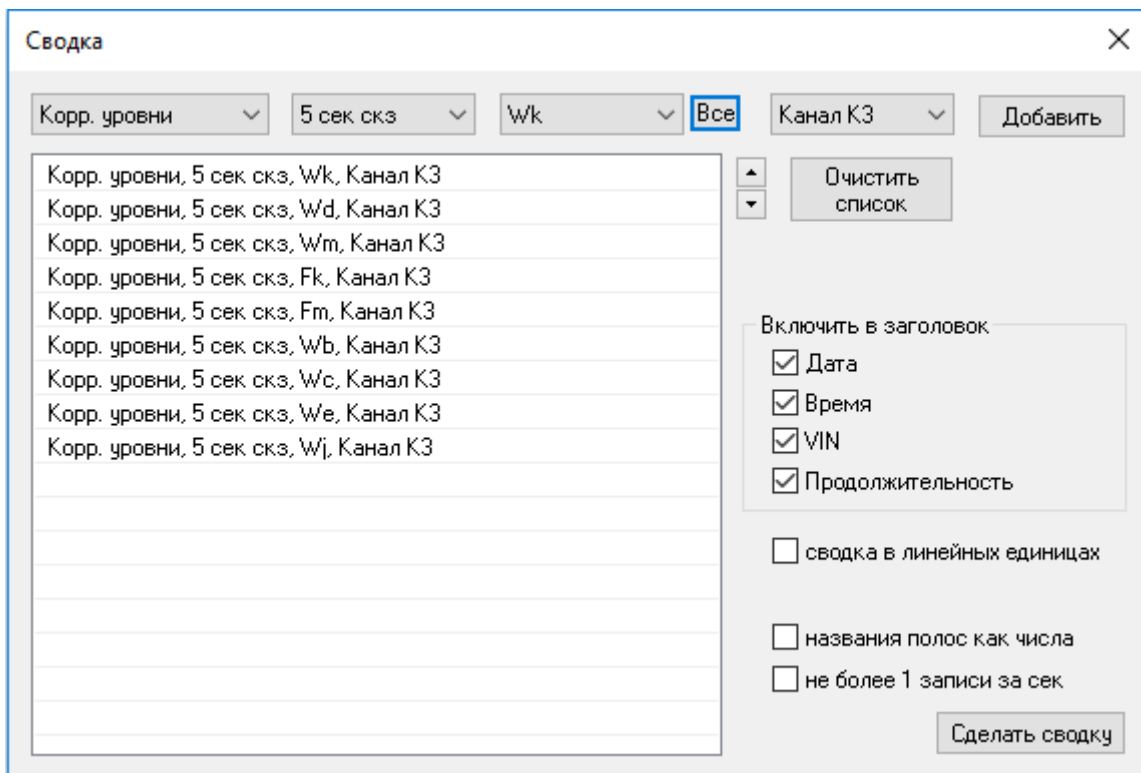 Сводка
Корр. уровни 5 сек скз Wk Все Канал К3 Добавить
Корр. уровни, 5 сек скз, Wk, Канал К3
Корр. уровни, 5 сек скз, Wd, Канал К3
Корр. уровни, 5 сек скз, Wm, Канал К3
Корр. уровни, 5 сек скз, Fk, Канал К3
Корр. уровни, 5 сек скз, Fm, Канал К3
Корр. уровни, 5 сек скз, Wb, Канал К3
Корр. уровни, 5 сек скз, Wc, Канал К3
Корр. уровни, 5 сек скз, We, Канал К3
Корр. уровни, 5 сек скз, Wj, Канал К3
Очистить
список
Включить в заголовок
Дата
Время
VIN
Продолжительность
сводка в линейных единицах
названия полос как числа
не более 1 записи за сек
Сделать сводку